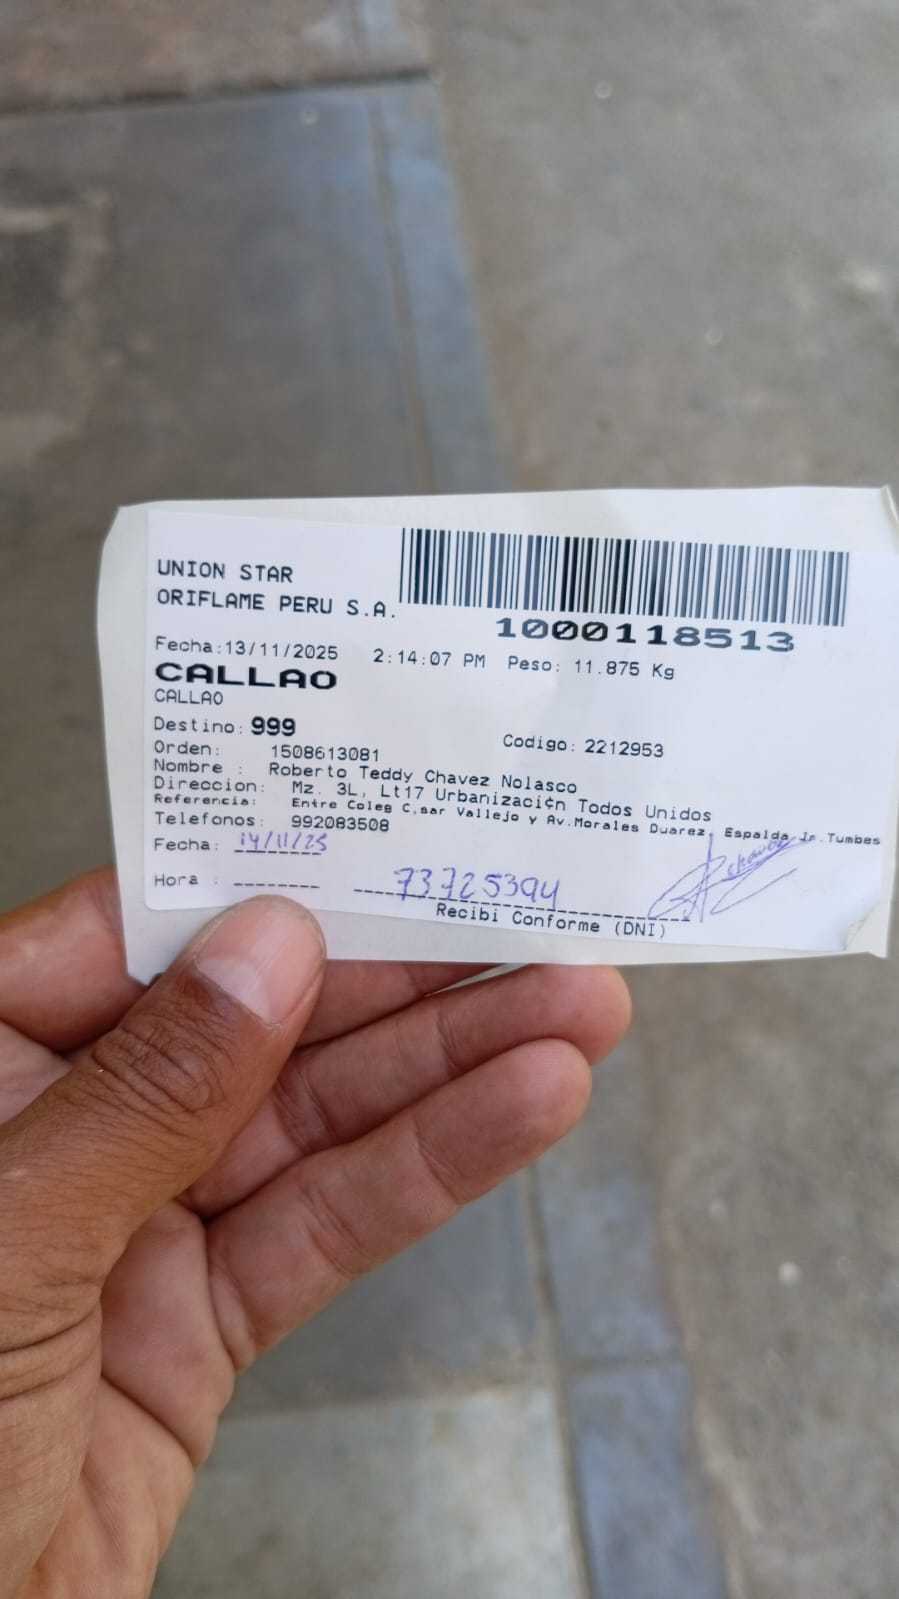 UNION STAR
ORIFLAME PERU S.A.
1000118513
Fecha:13/11/2025 2:14:07 PM Peso: 11.875 Kg
CALLAO
CALLAO
Destino: 999
Codigo: 2212953
Orden: 1508613081
Nombre : Roberto Teddy Chavez Nolasco
Direccion: Mz. 3L, Lt17 Urbanizaci¢n Todos Unidos
Referencia: Entre Coleg C‚sar Vallejo y Av.Morales Duarez, Espalda Jr.Tumbes
Telefonos: 992083508
Fecha: 14/11/25
Hora : 73725394
Recibi Conforme (DNI)